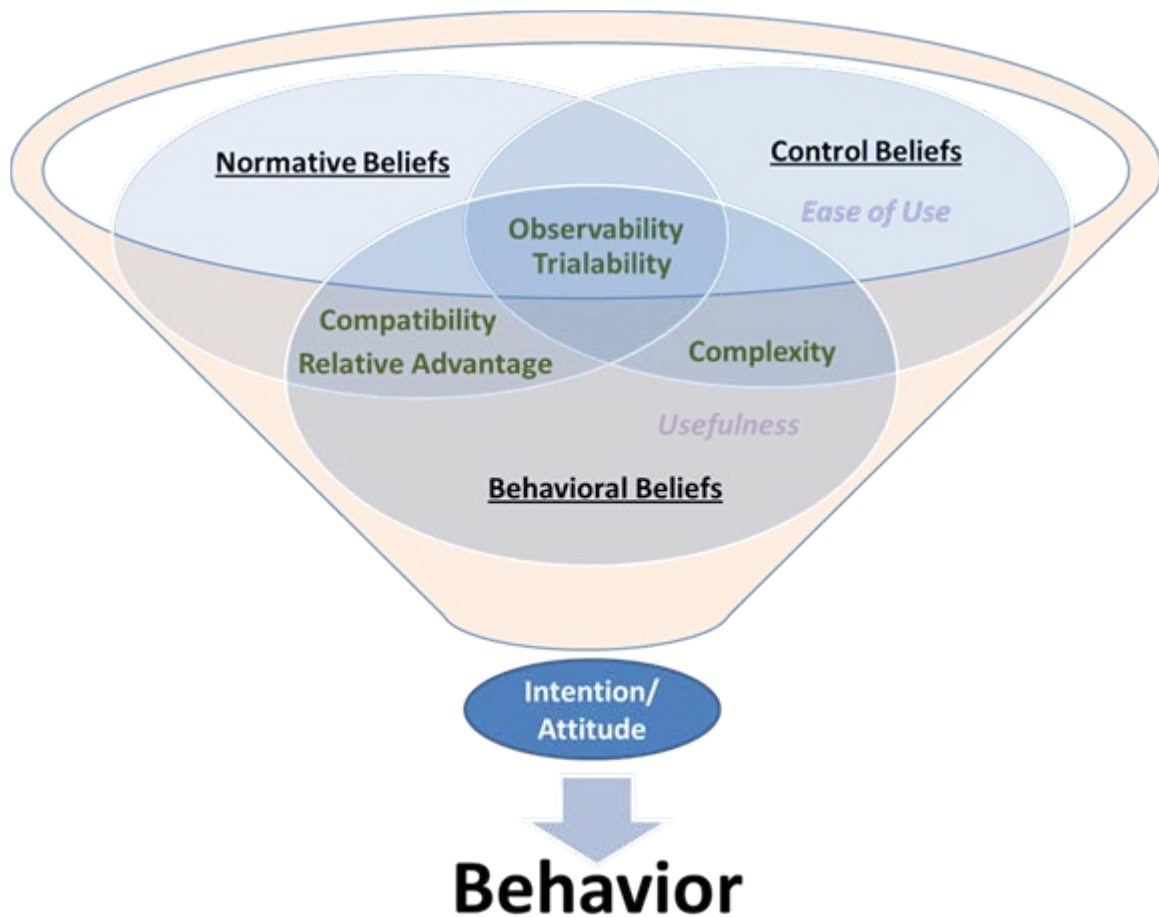 Normative Beliefs
Control Beliefs
Ease of Use
Observability
Trialability
Compatibility
Relative Advantage
Complexity
Usefulness
Behavioral Beliefs
Intention/
Attitude
Behavior